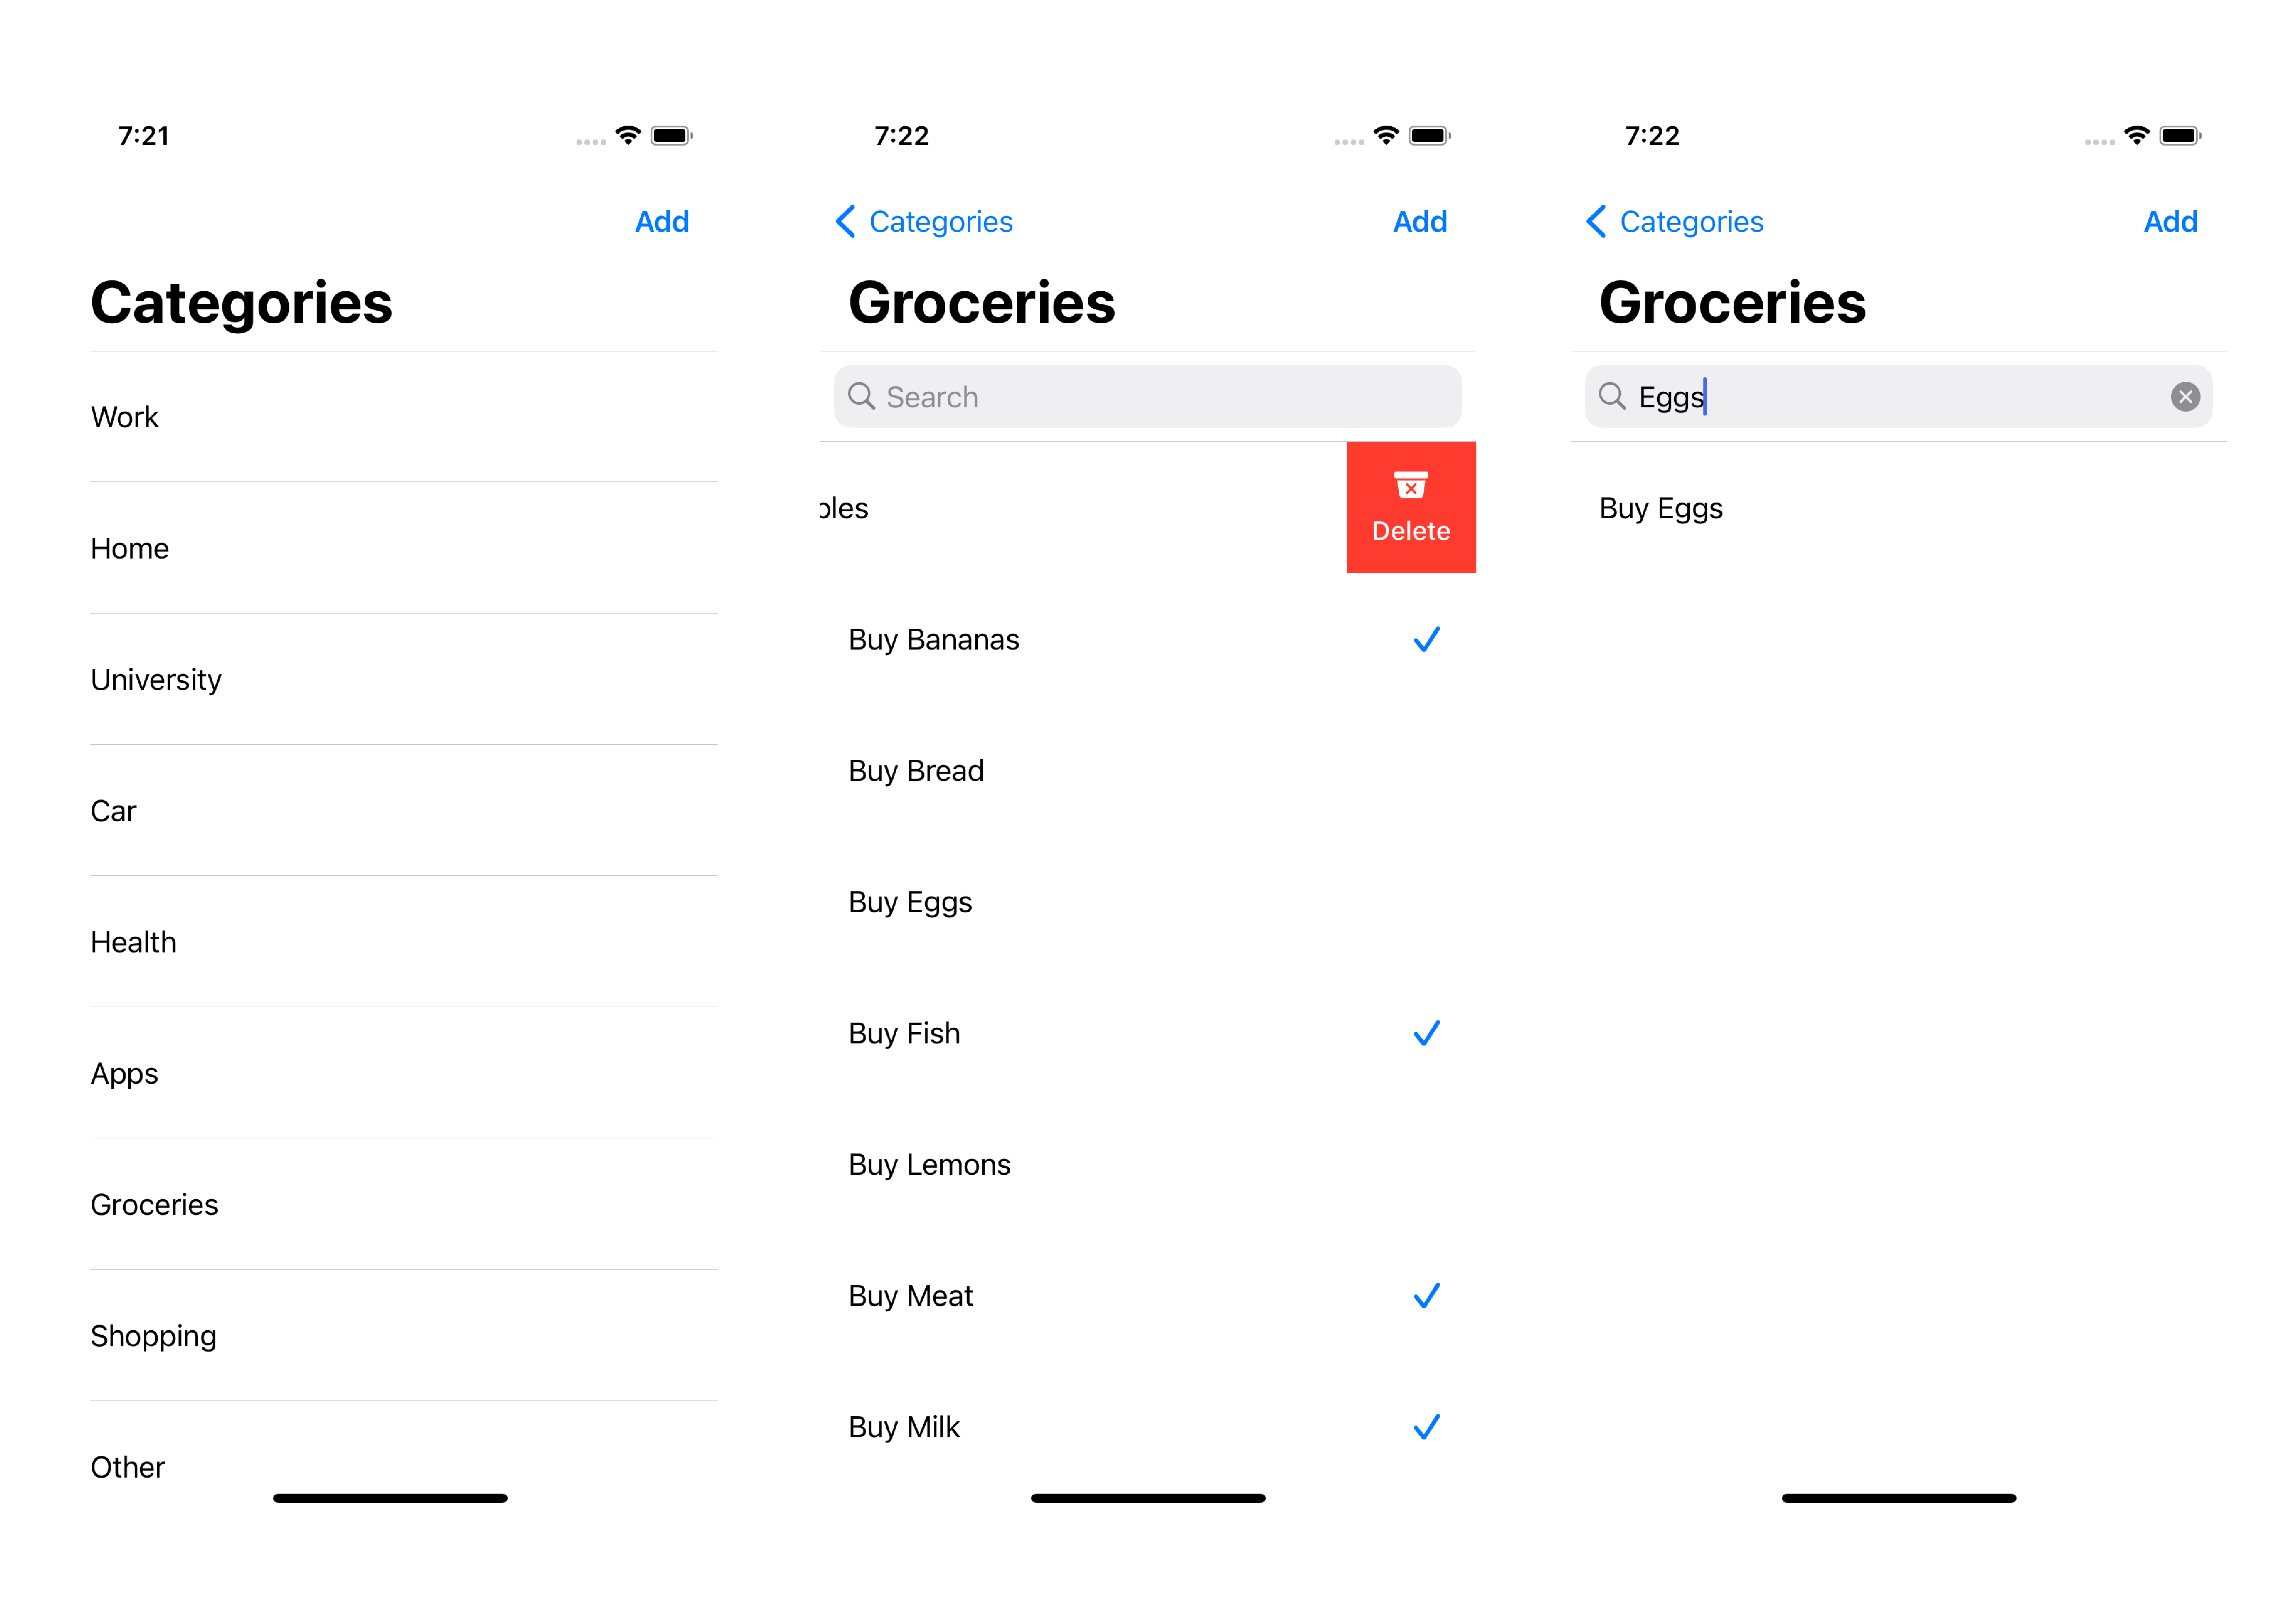 7:21
Add
Categories
Work
Home
University
Car
Health
Apps
Groceries
Shopping
Other
7:22
Categories
Add
Groceries
Search
Delete
Buy Bananas
Buy Bread
Buy Eggs
Buy Fish
Buy Lemons
Buy Meat
Buy Milk
7:22
Categories
Add
Groceries
Eggs
Buy Eggs